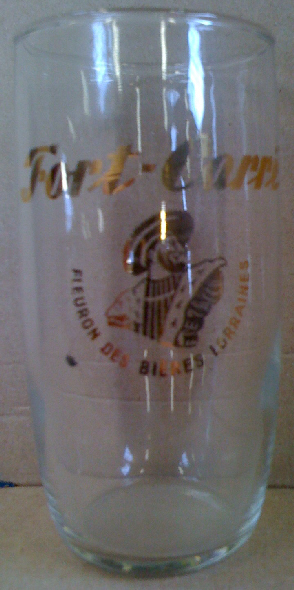 Fort-Carré
FLEURON DES BIERES LORRAINES